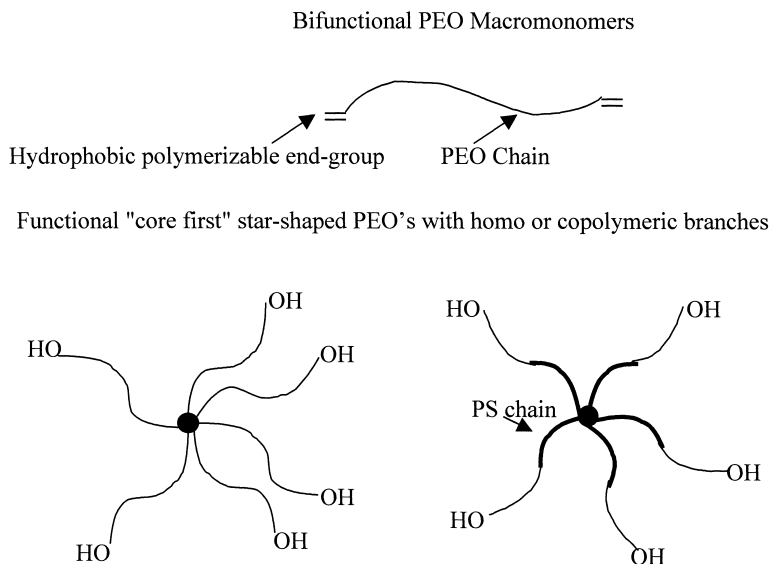 Bifunctional PEO Macromonomers
Hydrophobic polymerizable end-group
PEO Chain
Functional "core first" star-shaped PEO's with homo or copolymeric branches
OH
HO
OH
OH
OH
HO
HO
OH
PS chain
OH
HO
OH